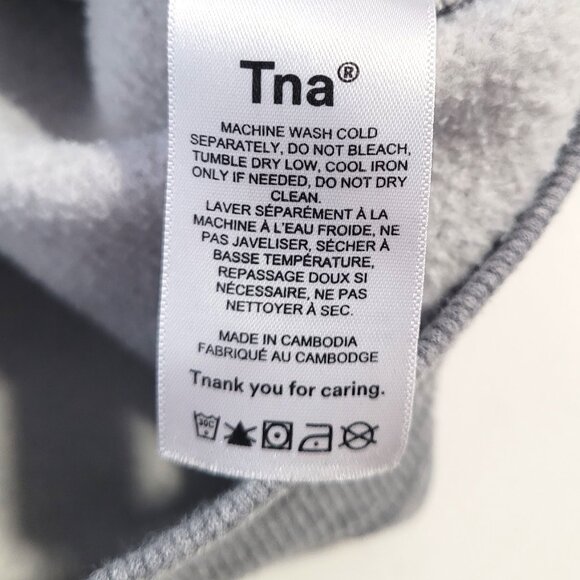 Tna®
MACHINE WASH COLD
SEPARATELY, DO NOT BLEACH,
TUMBLE DRY LOW, COOL IRON
ONLY IF NEEDED, DO NOT DRY
CLEAN.
LAVER SÉPARÉMENT À LA
MACHINE À L'EAU FROIDE, NE
PAS JAVELISER, SÉCHER À
BASSE TEMPÉRATURE,
REPASSAGE DOUX SI
NÉCESSAIRE, NE PAS
NETTOYER À SEC.
MADE IN CAMBODIA
FABRIQUÉ AU CAMBODGE
Tnank you for caring.
30C